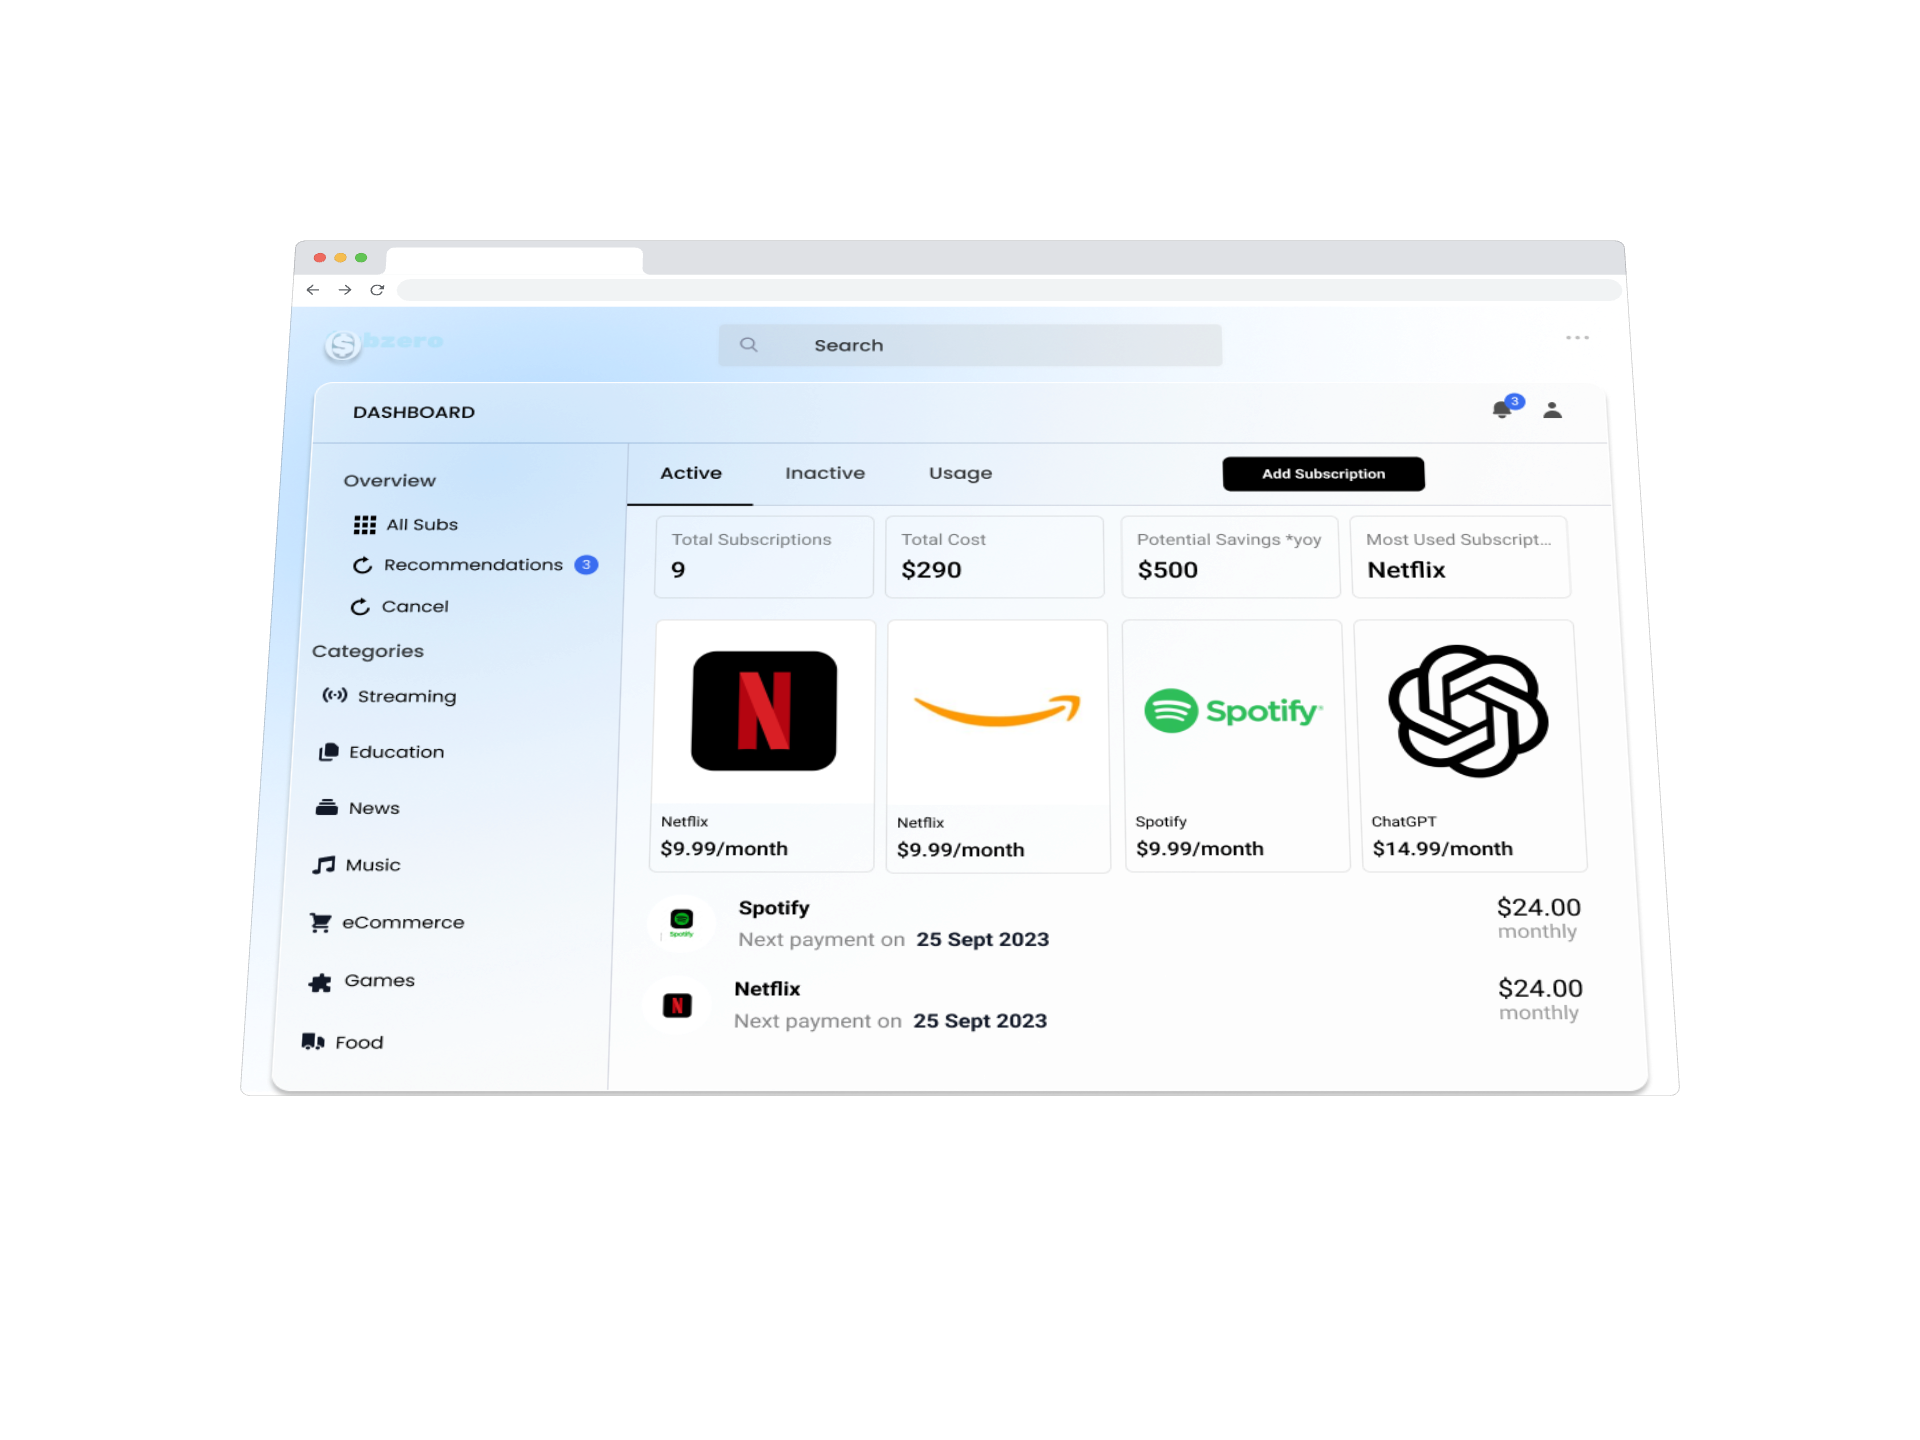 bzero
Search
DASHBOARD
3
Overview
All Subs
Recommendations 3
Cancel
Categories
Streaming
Education
News
Music
eCommerce
Games
Food
Active Inactive Usage Add Subscription
Total Subscriptions
9
Total Cost
$290
Potential Savings *yoy
$500
Most Used Subscript...
Netflix
N
Netflix
$9.99/month
Netflix
$9.99/month
Spotify
Spotify
$9.99/month
ChatGPT
$14.99/month
Spotify
Spotify
Next payment on 25 Sept 2023
$24.00
monthly
N
Netflix
Next payment on 25 Sept 2023
$24.00
monthly